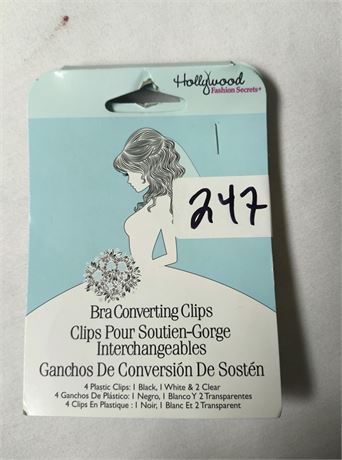 Hollywood
Fashion Secrets®
247
Bra Converting Clips
Clips Pour Soutien-Gorge
Interchangeables
Ganchos De Conversión De Sostén
4 Plastic Clips: 1 Black, 1 White & 2 Clear
4 Ganchos De Plástico: 1 Negro, 1 Blanco Y 2 Transparentes
4 Clips En Plastique : 1 Noir, 1 Blanc Et 2 Transparent